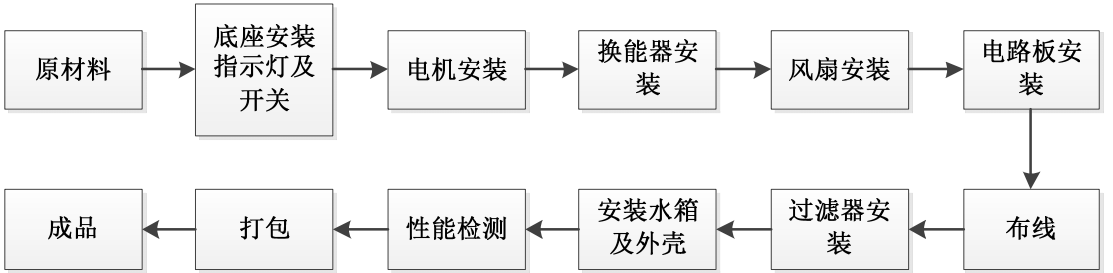 原材料
底座安装
指示灯及
开关
电机安装
换能器安
装
风扇安装
电路板安
装
成品
打包
性能检测
安装水箱
及外壳
过滤器安
装
布线